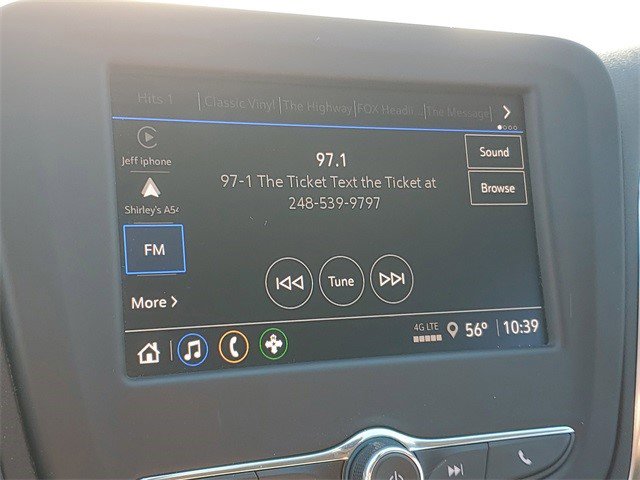 Hits 1 Classic Vinyl The Highway FOX Headli... The Message
Jeff iphone
Shirley's A5
FM
More
97.1
97-1 The Ticket Text the Ticket at
248-539-9797
Sound
Browse
Tune
4G LTE 56° 10:39